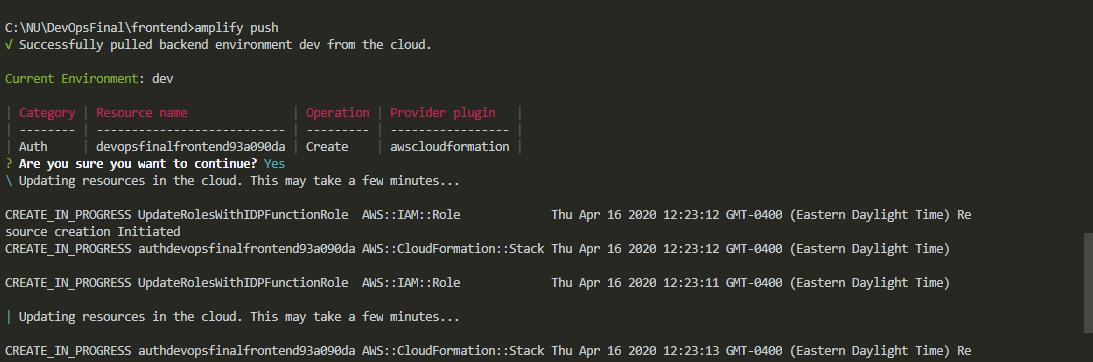 C:\NU\DevOpsFinal\frontend>amplify push
√ Successfully pulled backend environment dev from the cloud.
Current Environment: dev
| Category | Resource name               | Operation | Provider plugin   |
| -------- | --------------------------- | --------- | ----------------- |
| Auth     | devopsfinalfrontend93a090da | Create    | awscloudformation |
? Are you sure you want to continue? Yes
\ Updating resources in the cloud. This may take a few minutes...
CREATE_IN_PROGRESS UpdateRolesWithIDPFunctionRole  AWS::IAM::Role             Thu Apr 16 2020 12:23:12 GMT-0400 (Eastern Daylight Time) Re
source creation Initiated
CREATE_IN_PROGRESS authdevopsfinalfrontend93a090da AWS::CloudFormation::Stack Thu Apr 16 2020 12:23:12 GMT-0400 (Eastern Daylight Time)
CREATE_IN_PROGRESS UpdateRolesWithIDPFunctionRole  AWS::IAM::Role             Thu Apr 16 2020 12:23:11 GMT-0400 (Eastern Daylight Time)
| Updating resources in the cloud. This may take a few minutes...
CREATE_IN_PROGRESS authdevopsfinalfrontend93a090da AWS::CloudFormation::Stack Thu Apr 16 2020 12:23:13 GMT-0400 (Eastern Daylight Time) Re